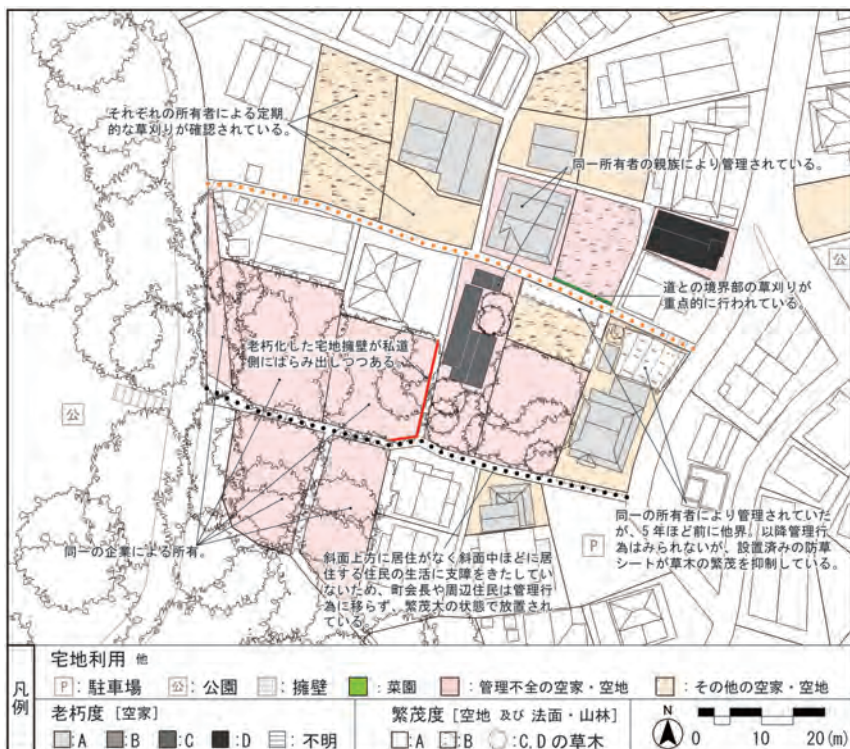 それぞれの所有者による定期
的な草刈りが確認されている。
同一所有者の親族により管理されている。
公
道との境界部の草刈りが
重点的に行われている。
老朽化した宅地擁壁が私道
側にはらみ出しつつある。
公
同一の企業による所有。
斜面上方に居住がなく斜面中ほどに居
住する住民の生活に支障をきたしてい
ないため、町会長や周辺住民は管理行
為に移らず、繁茂大の状態で放置され
ている。
P
同一の所有者により管理されていた
が、5年ほど前に他界。以降管理行
為はみられないが、設置済みの防草
シートが草木の繁茂を抑制している。
凡例
宅地利用 他
P：駐車場 公：公園 ：擁壁 ：菜園 ：管理不全の空家・空地 ：その他の空家・空地
老朽度［空家］
：A ：B ：C ：D ：不明
繁茂度［空地 及び 法面・山林］
：A ：B ：C,Dの草木
N
0 10 20(m)